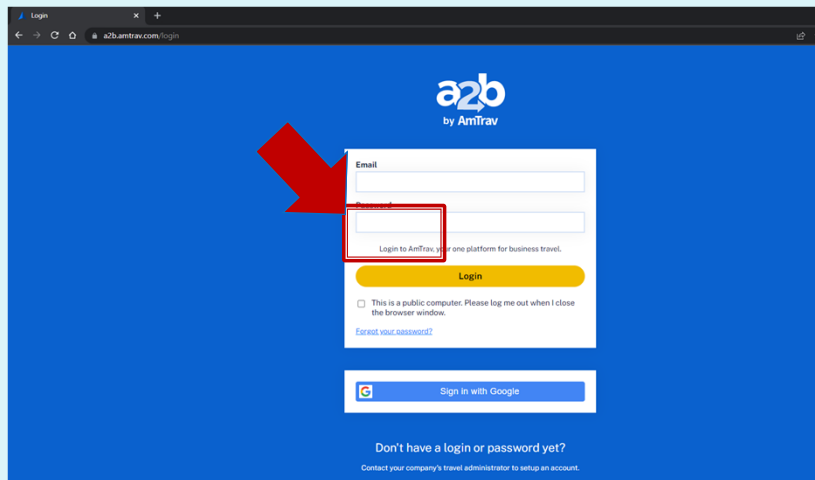 Login
a2b.amtrav.com/login
a2b
by AmTrav
Email
Password
Login to AmTrav, your one platform for business travel.
Login
This is a public computer. Please log me out when I close
the browser window.
Forgot your password?
Sign in with Google
Don't have a login or password yet?
Contact your company's travel administrator to setup an account.